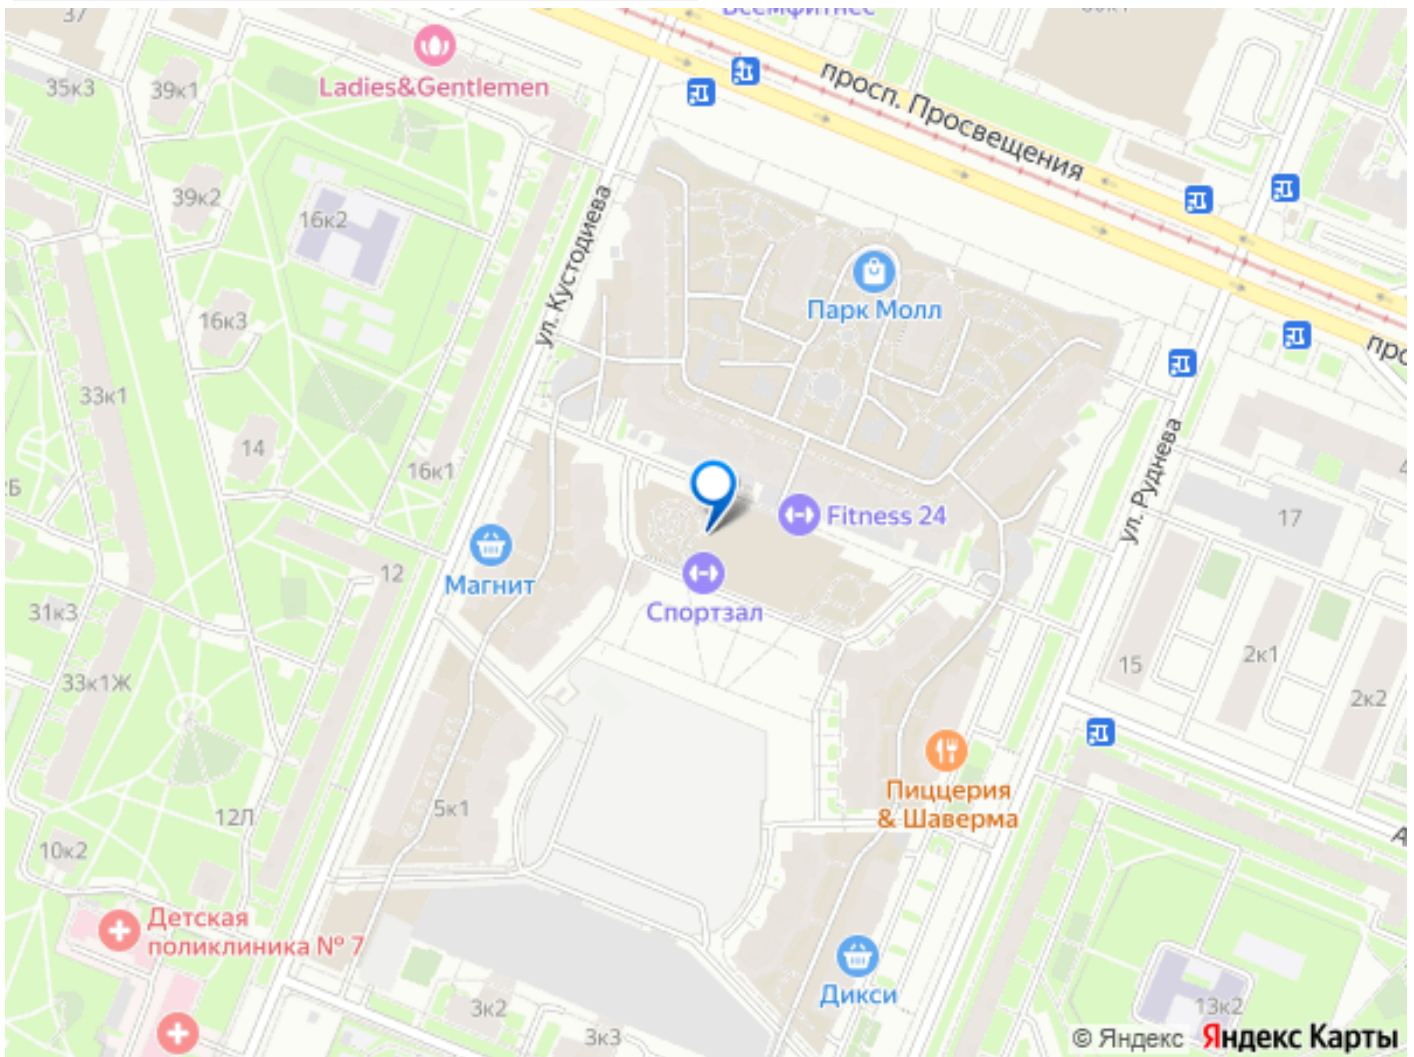 37
35к3
39к1
Ladies&Gentlemen
просп. Просвещения
39к2
16к2
ул. Кустодиева
Парк Молл
16к3
33к1
14
16к1
ул. Руднева
Fitness 24
17
Магнит
12
Спортзал
31к3
33к1Ж
15
2к1
2к2
Пиццерия
& Шаверма
5к1
12Л
10к2
Детская
поликлиника № 7
Дикси
3к2
3к3
13к2
© Яндекс Яндекс Карты